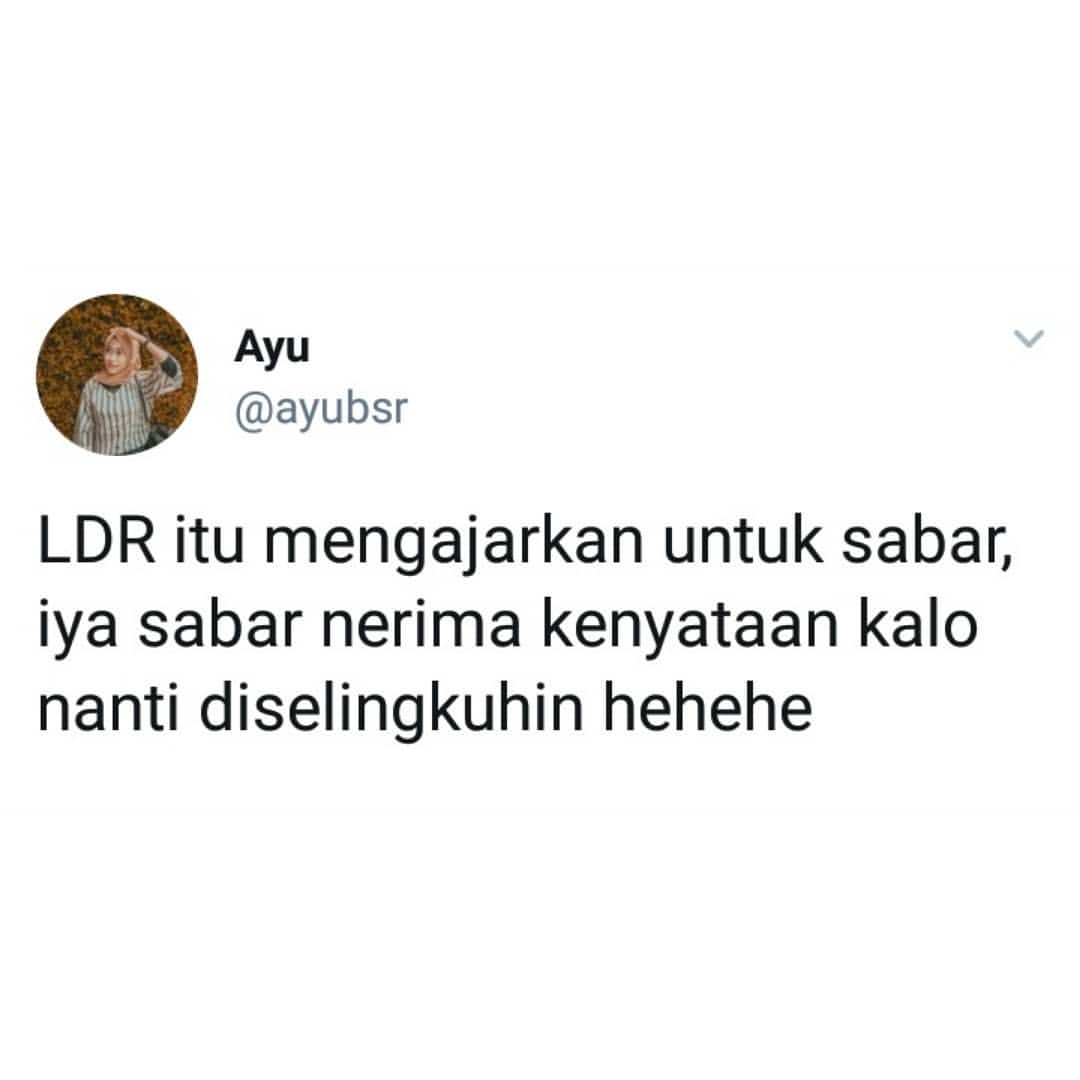 Ayu
@ayubsr
LDR itu mengajarkan untuk sabar,
iya sabar nerima kenyataan kalo
nanti diselingkuhin hehehe